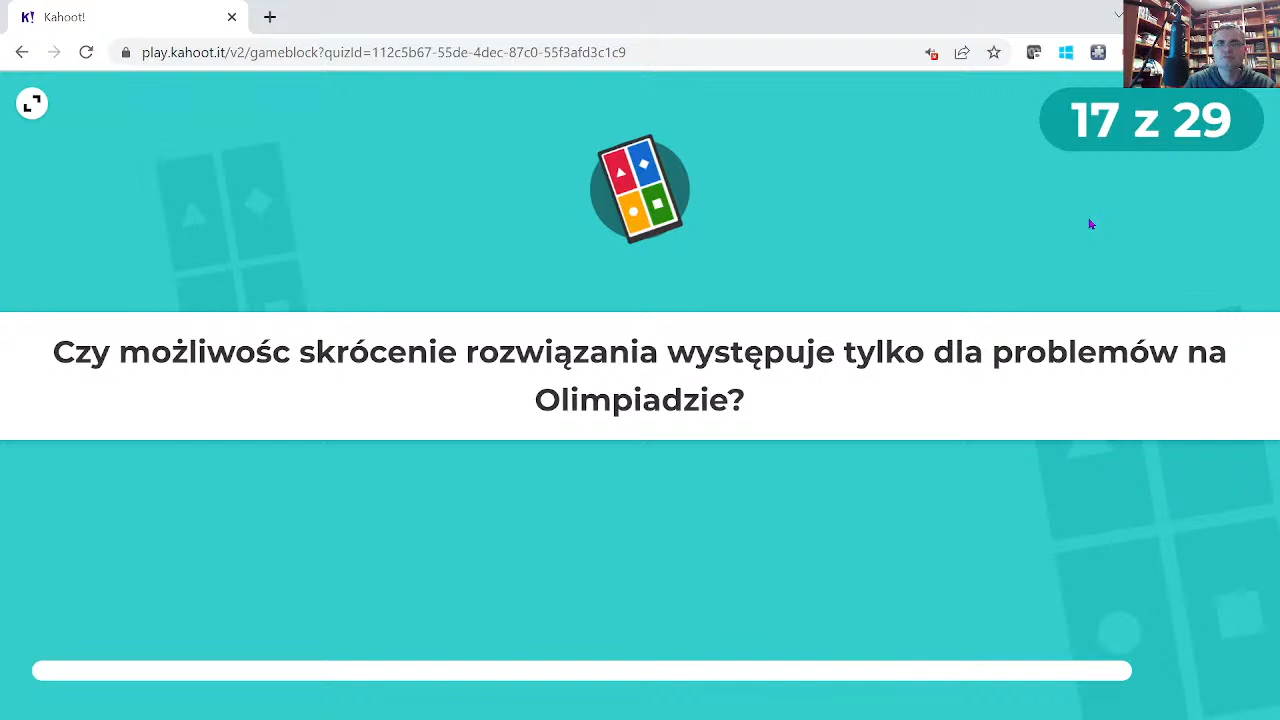 K! Kahoot!
play.kahoot.it/v2/gameblock?quizId=112c5b67-55de-4dec-87c0-55f3afd3c1c9
17 z 29
Czy możliwośc skrócenie rozwiązania występuje tylko dla problemów na
Olimpiadzie?